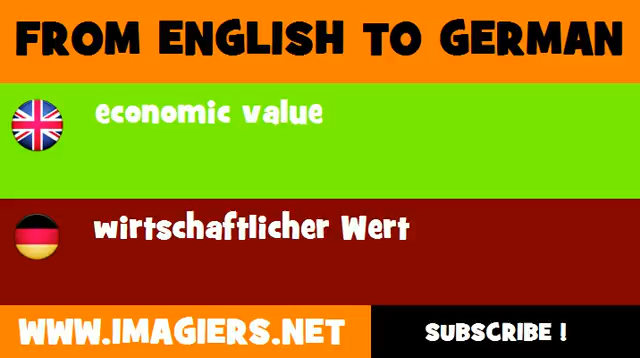 FROM ENGLISH TO GERMAN
economic value
wirtschaftlicher Wert
WWW.IMAGIERS.NET
SUBSCRIBE !